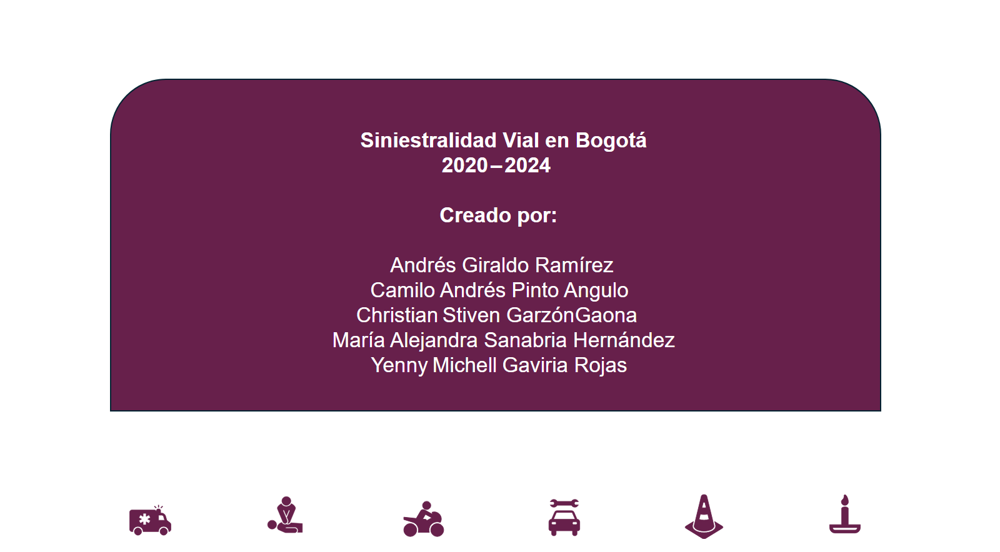 Siniestralidad Vial en Bogotá
2020–2024
Creado por:
Andrés Giraldo Ramírez
Camilo Andrés Pinto Angulo
Christian Stiven GarzónGaona
María Alejandra Sanabria Hernández
Yenny Michell Gaviria Rojas